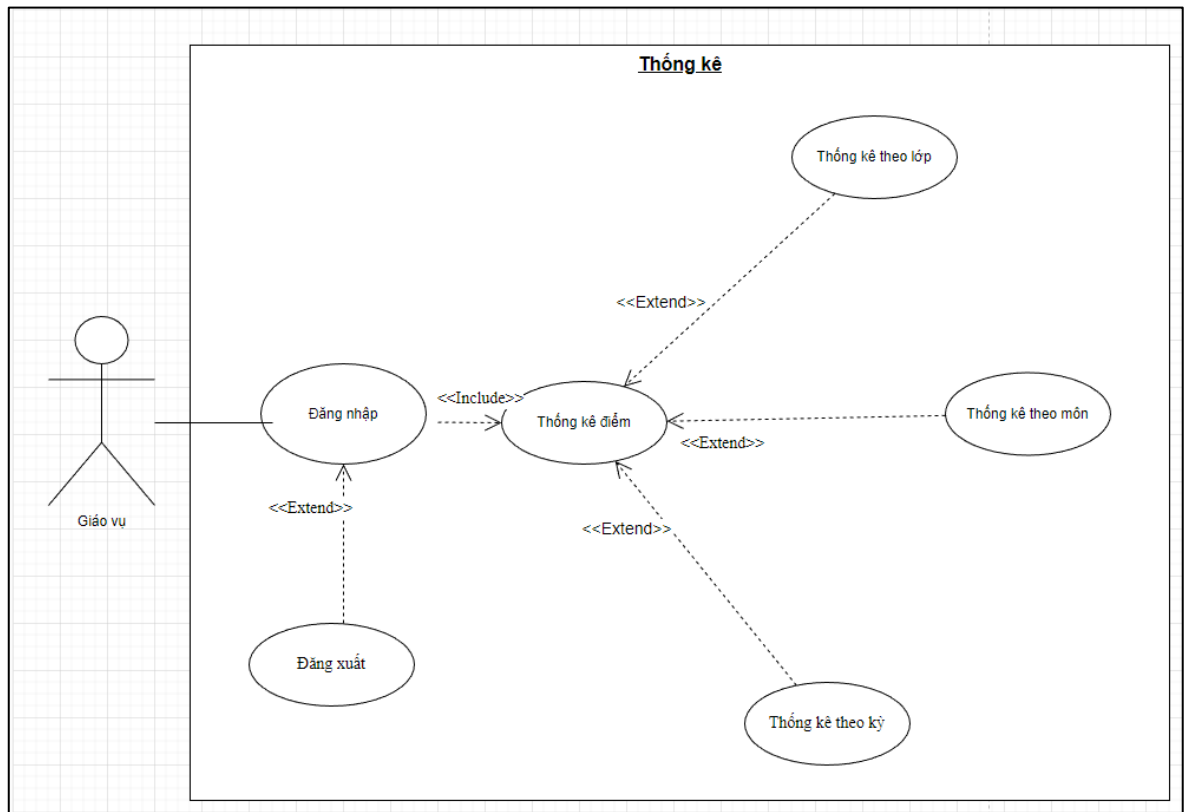 Thống kê
Thống kê theo lớp
<<Extend>>
Đăng nhập
<<Include>>
Thống kê điểm
Thống kê theo môn
<<Extend>>
<<Extend>>
Giáo vụ
<<Extend>>
Đăng xuất
Thống kê theo kỳ